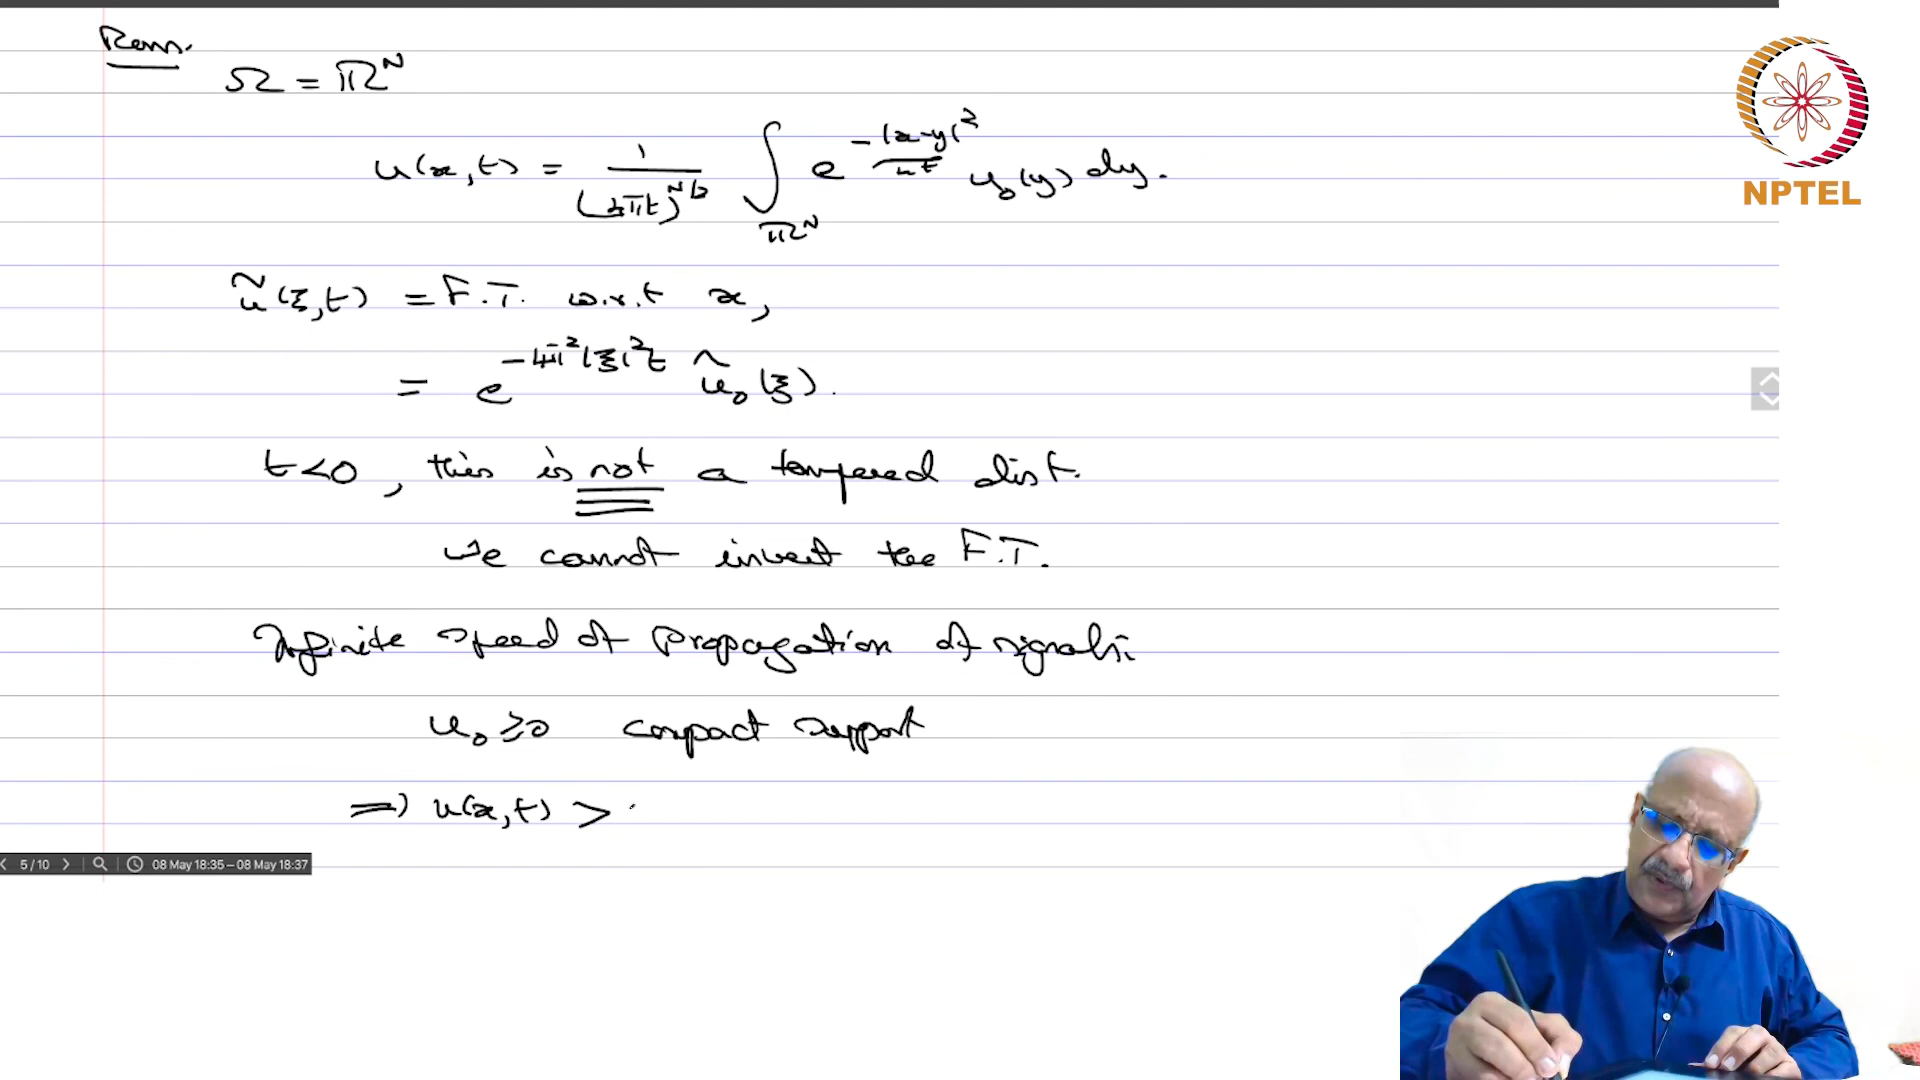 Rem.
Ω = ℝ^N
u(x,t) = 1/(4πt)^{N/2} ∫_{ℝ^N} e^{-|x-y|²/4t} u₀(y) dy.
ũ(ξ,t) = F.T. w.r.t x,
= e^{-4π²|ξ|²t} ũ₀(ξ).
t<0, this is not a tempered dist.
we cannot invert the F.T.
Infinite speed of propagation of signals:
u₀ ≥ 0 compact support
⇒ u(x,t) >
NPTEL
5/10 08 May 18:35 – 08 May 18:37